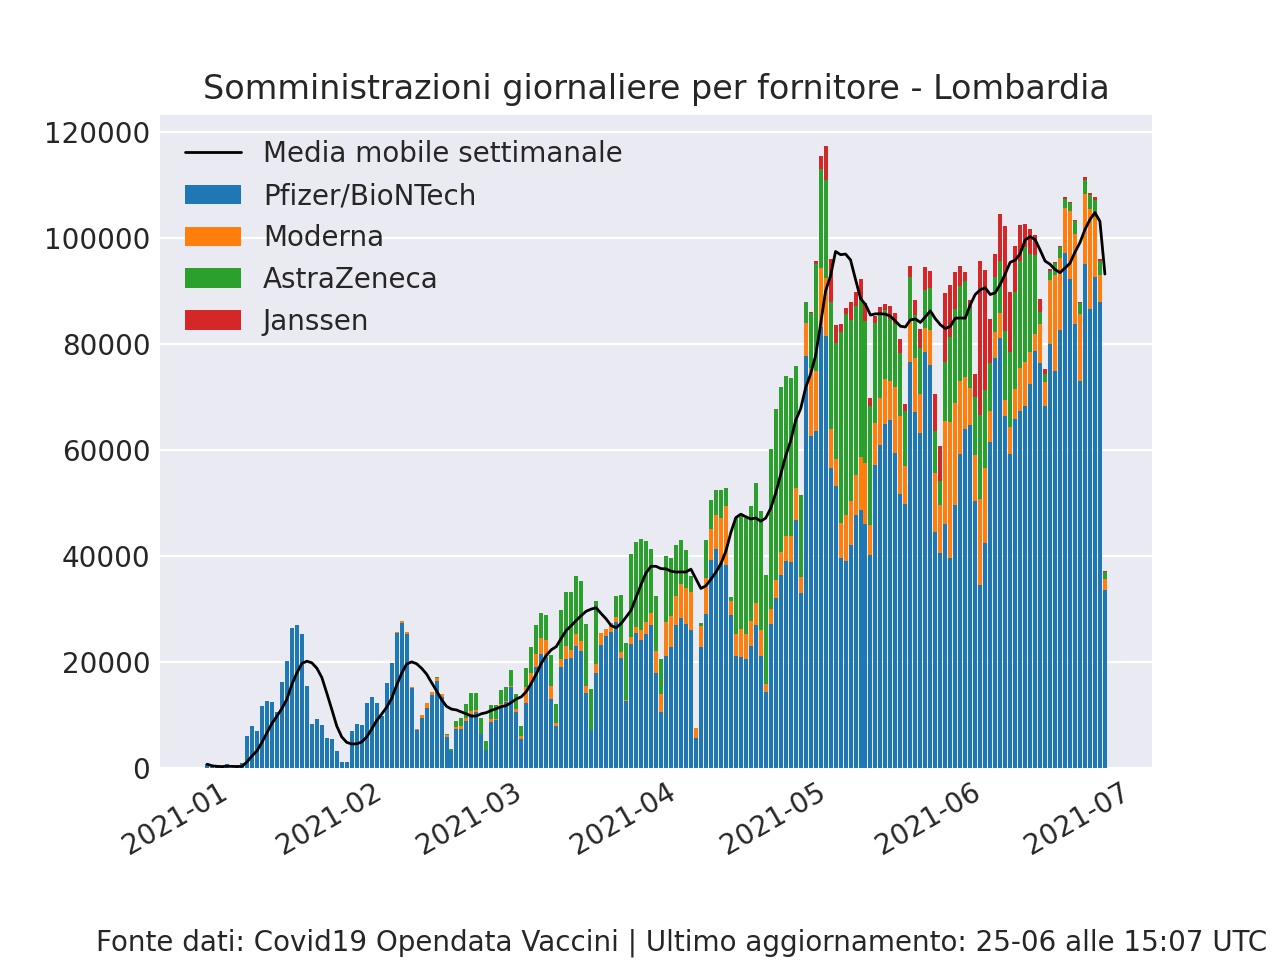 Somministrazioni giornaliere per fornitore - Lombardia
120000
100000
80000
60000
40000
20000
0
Media mobile settimanale
Pfizer/BioNTech
Moderna
AstraZeneca
Janssen
2021-01
2021-02
2021-03
2021-04
2021-05
2021-06
2021-07
Fonte dati: Covid19 Opendata Vaccini | Ultimo aggiornamento: 25-06 alle 15:07 UTC